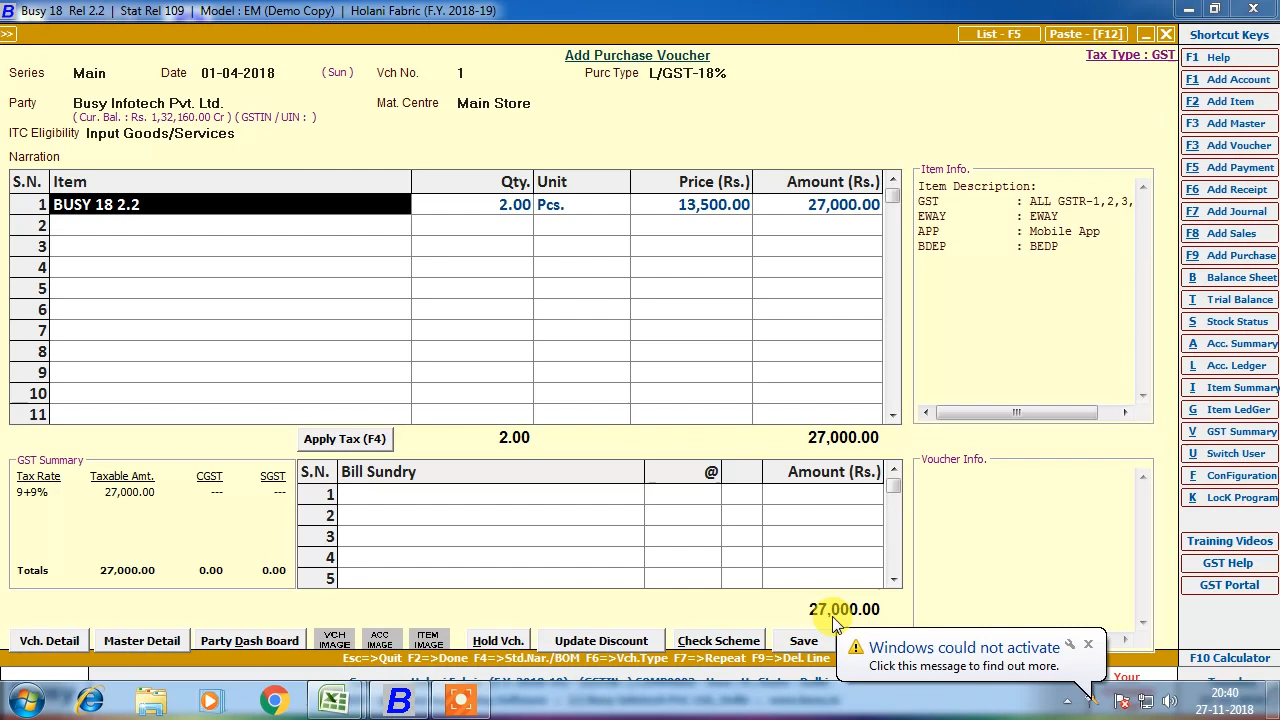 Busy 18 Rel 2.2 | Stat Rel 109 | Model : EM (Demo Copy) | Holani Fabric (F.Y. 2018-19)
>> List - F5 Paste - [F12]
Add Purchase Voucher Tax Type : GST
Series Main Date 01-04-2018 ( Sun ) Vch No. 1 Purc Type L/GST-18%
Party Busy Infotech Pvt. Ltd. Mat. Centre Main Store
( Cur. Bal. : Rs. 1,32,160.00 Cr ) ( GSTIN / UIN : )
ITC Eligibility Input Goods/Services
Narration
S.N. Item Qty. Unit Price (Rs.) Amount (Rs.)
1 BUSY 18 2.2 2.00 Pcs. 13,500.00 27,000.00
2
3
4
5
6
7
8
9
10
11
Item Info.
Item Description:
GST : ALL GSTR-1,2,3,
EWAY : EWAY
APP : Mobile App
BDEP : BEDP
Apply Tax (F4) 2.00 27,000.00
GST Summary
Tax Rate Taxable Amt. CGST SGST
9+9% 27,000.00 --- ---
Totals 27,000.00 0.00 0.00
S.N. Bill Sundry @ Amount (Rs.)
1
2
3
4
5
27,000.00
Voucher Info.
Vch. Detail Master Detail Party Dash Board VCH IMAGE ACC IMAGE ITEM IMAGE Hold Vch. Update Discount Check Scheme Save
Esc=>Quit F2=>Done F4=>Std.Nar./BOM F6=>Vch.Type F7=>Repeat F9=>Del. Line
Windows could not activate
Click this message to find out more.
Shortcut Keys
F1 Help
F1 Add Account
F2 Add Item
F3 Add Master
F3 Add Voucher
F5 Add Payment
F6 Add Receipt
F7 Add Journal
F8 Add Sales
F9 Add Purchase
B Balance Sheet
T Trial Balance
S Stock Status
A Acc. Summary
L Acc. Ledger
I Item Summary
G Item LedGer
V GST Summary
U Switch User
F ConFiguration
K LocK Program
Training Videos
GST Help
GST Portal
F10 Calculator
Your
20:40
27-11-2018